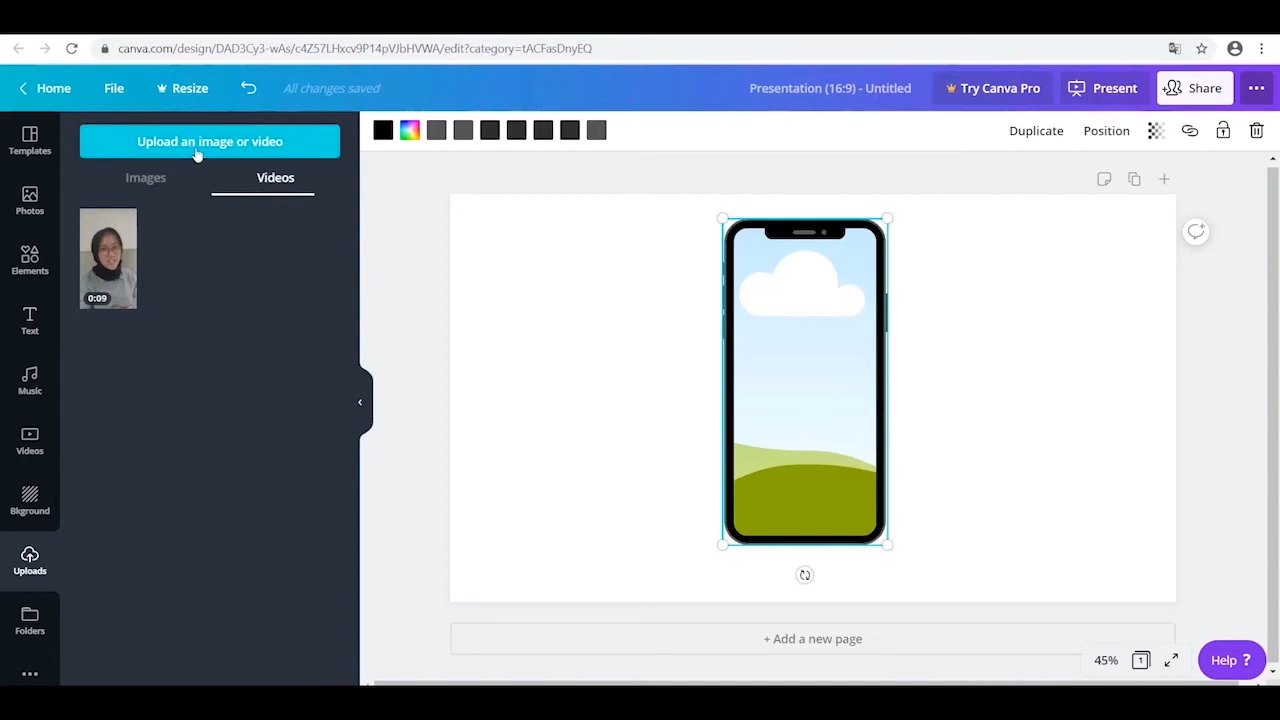 canva.com/design/DAD3Cy3-wAs/c4Z57LHxcv9P14pVJbHVWA/edit?category=tACFasDnyEQ
Home File Resize All changes saved Presentation (16:9) - Untitled Try Canva Pro Present Share
Upload an image or video
Duplicate Position
Images Videos
Templates
Photos
Elements
Text
Music
Videos
Bkground
Uploads
Folders
0:09
+ Add a new page
45% 1 Help ?